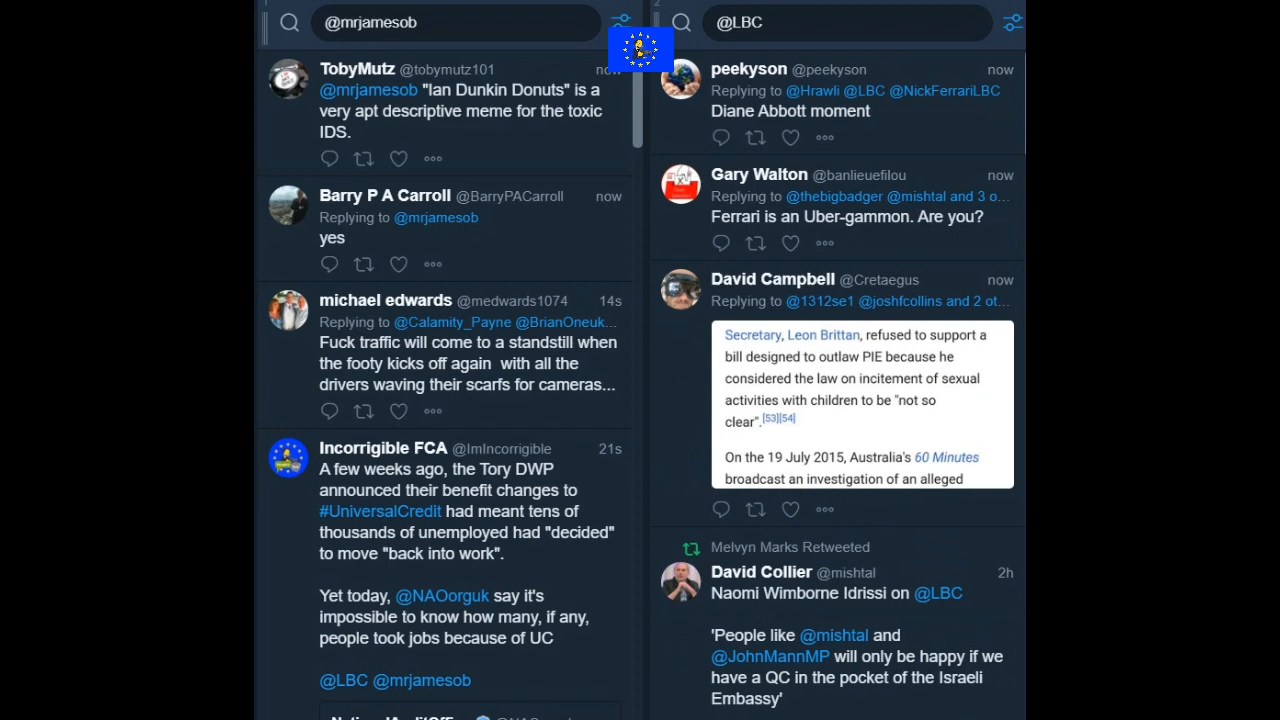 @mrjamesob
TobyMutz @tobymutz101 now
@mrjamesob "Ian Dunkin Donuts" is a
very apt descriptive meme for the toxic
IDS.
Barry P A Carroll @BarryPACarroll now
Replying to @mrjamesob
yes
michael edwards @medwards1074 14s
Replying to @Calamity_Payne @BrianOneuk...
Fuck traffic will come to a standstill when
the footy kicks off again with all the
drivers waving their scarfs for cameras...
Incorrigible FCA @ImIncorrigible 21s
A few weeks ago, the Tory DWP
announced their benefit changes to
#UniversalCredit had meant tens of
thousands of unemployed had "decided"
to move "back into work".
Yet today, @NAOorguk say it's
impossible to know how many, if any,
people took jobs because of UC
@LBC @mrjamesob
2
@LBC
peekyson @peekyson now
Replying to @Hrawli @LBC @NickFerrariLBC
Diane Abbott moment
Gary Walton @banlieuefilou now
Replying to @thebigbadger @mishtal and 3 o...
Ferrari is an Uber-gammon. Are you?
David Campbell @Cretaegus now
Replying to @1312se1 @joshfcollins and 2 ot...
Secretary, Leon Brittan, refused to support a
bill designed to outlaw PIE because he
considered the law on incitement of sexual
activities with children to be "not so
clear".[53][54]
On the 19 July 2015, Australia's 60 Minutes
broadcast an investigation of an alleged
Melvyn Marks Retweeted
David Collier @mishtal 2h
Naomi Wimborne Idrissi on @LBC
'People like @mishtal and
@JohnMannMP will only be happy if we
have a QC in the pocket of the Israeli
Embassy'